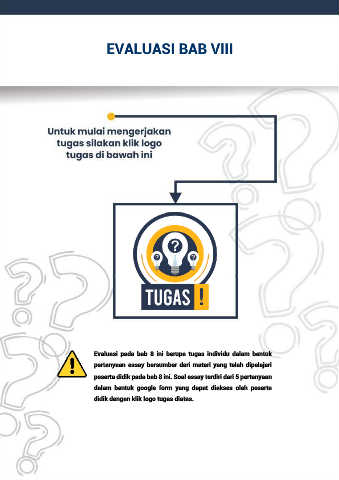 EVALUASI BAB VIII
Untuk mulai mengerjakan
tugas silakan klik logo
tugas di bawah ini
TUGAS !
Evaluasi pada bab 8 ini berupa tugas individu dalam bentuk
pertanyaan essay bersumber dari materi yang telah dipelajari
peserta didik pada bab 8 ini. Soal essay terdiri dari 5 pertanyaan
dalam bentuk google form yang dapat diakses oleh peserta
didik dengan klik logo tugas diatas.